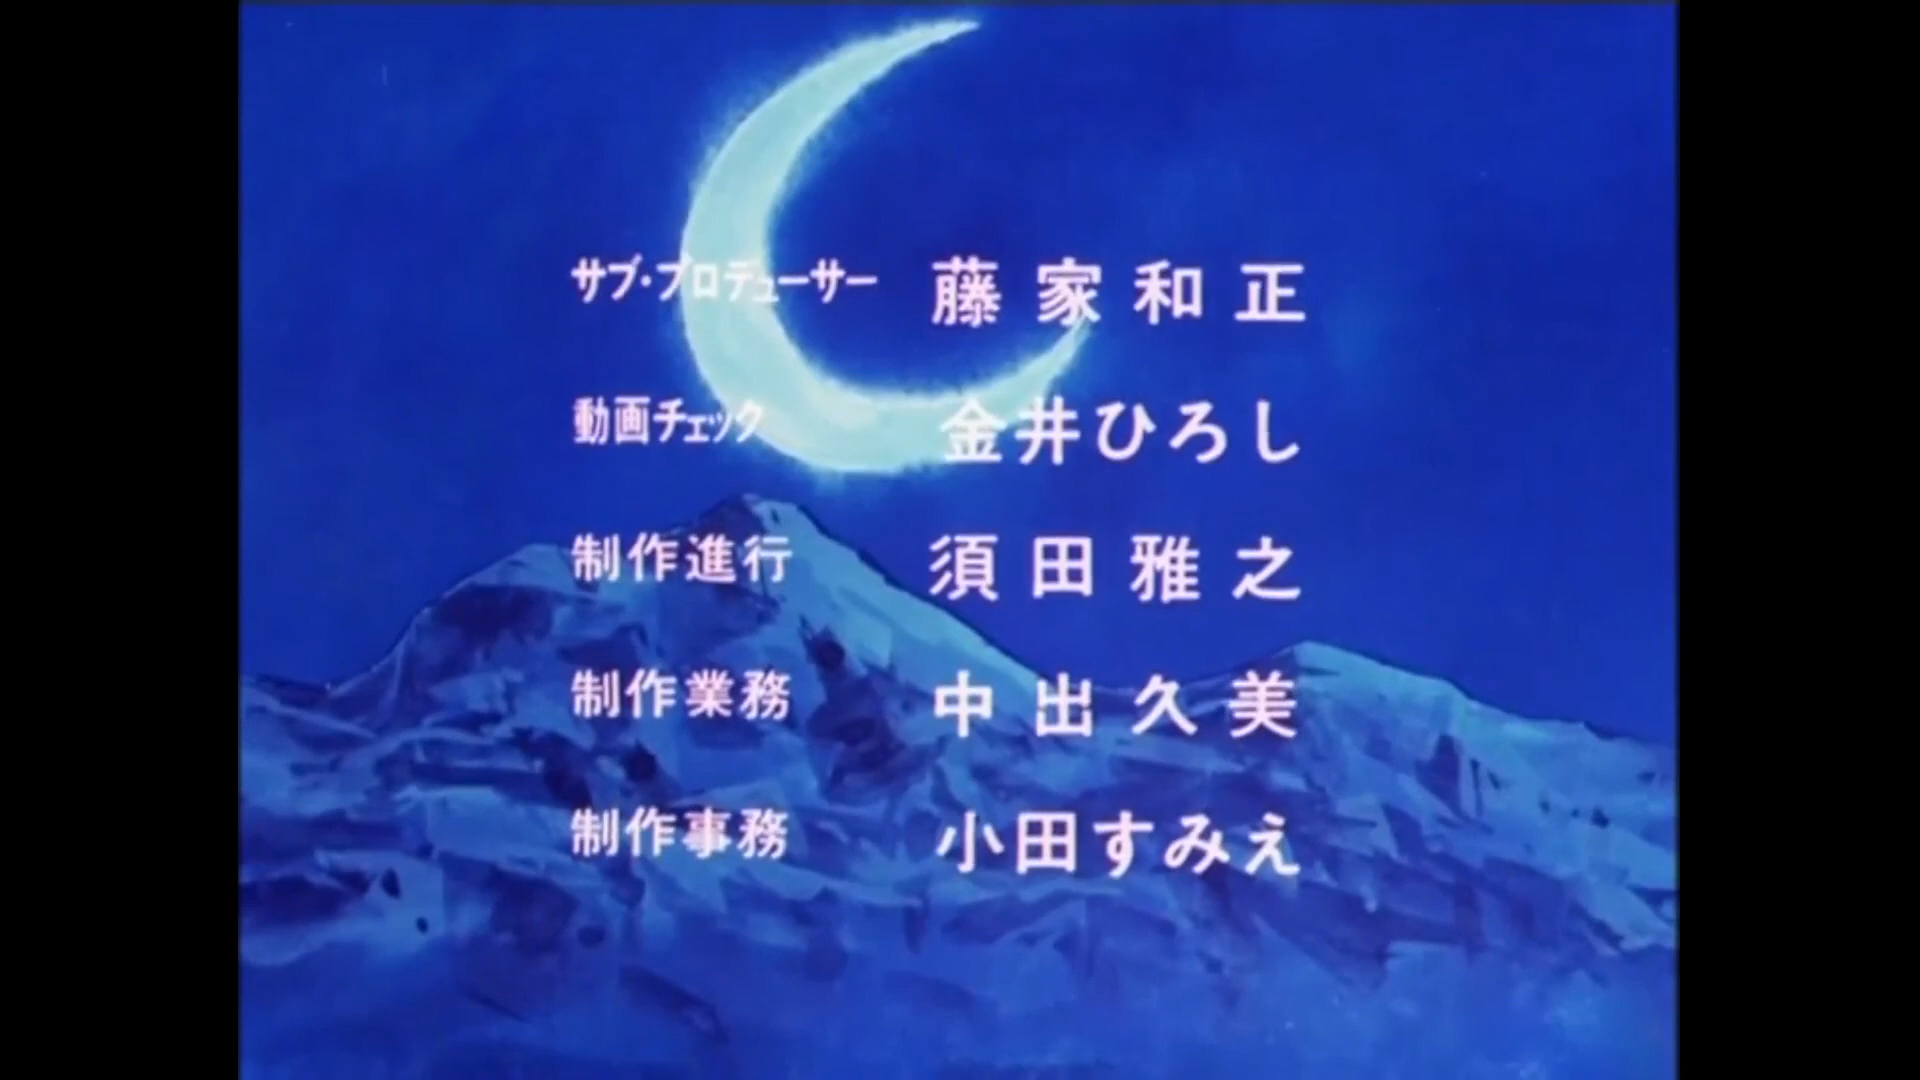 サブ・プロデューサー 藤家和正
動画チェック 金井ひろし
制作進行 須田雅之
制作業務 中出久美
制作事務 小田すみえ